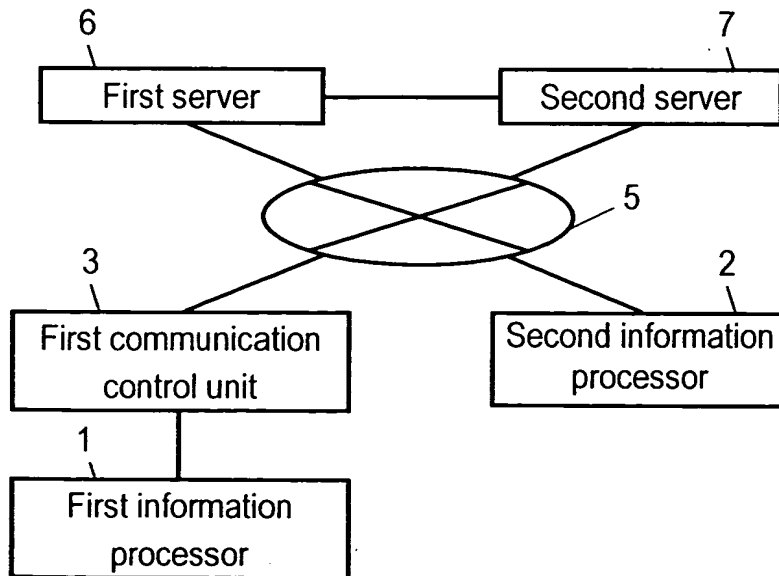 6
7
First server
Second server
5
3
2
First communication
control unit
Second information
processor
1
First information
processor